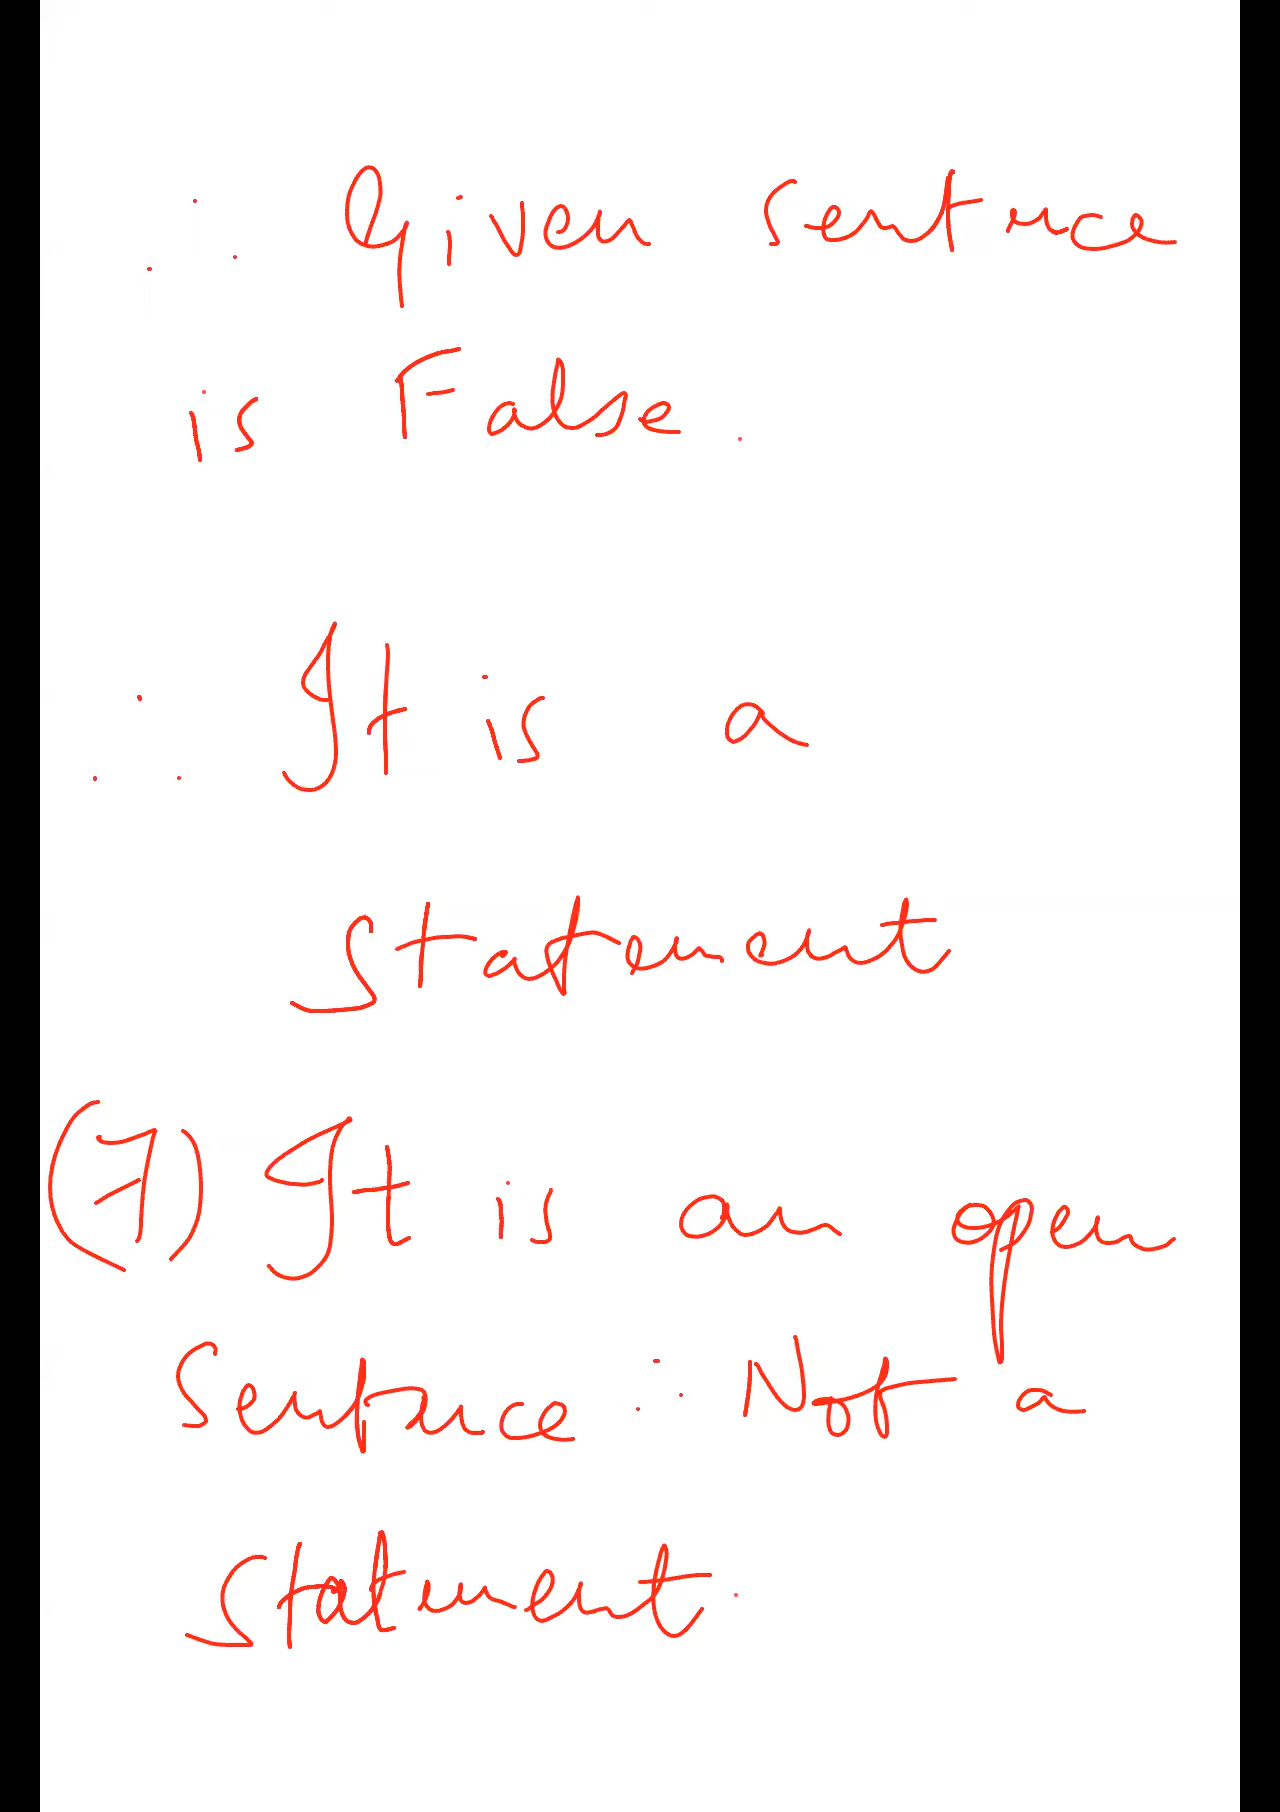 ∴ Given sentence
is False.
∴ It is a
statement
(7) It is an open
Sentence ∴ Not a
statement.